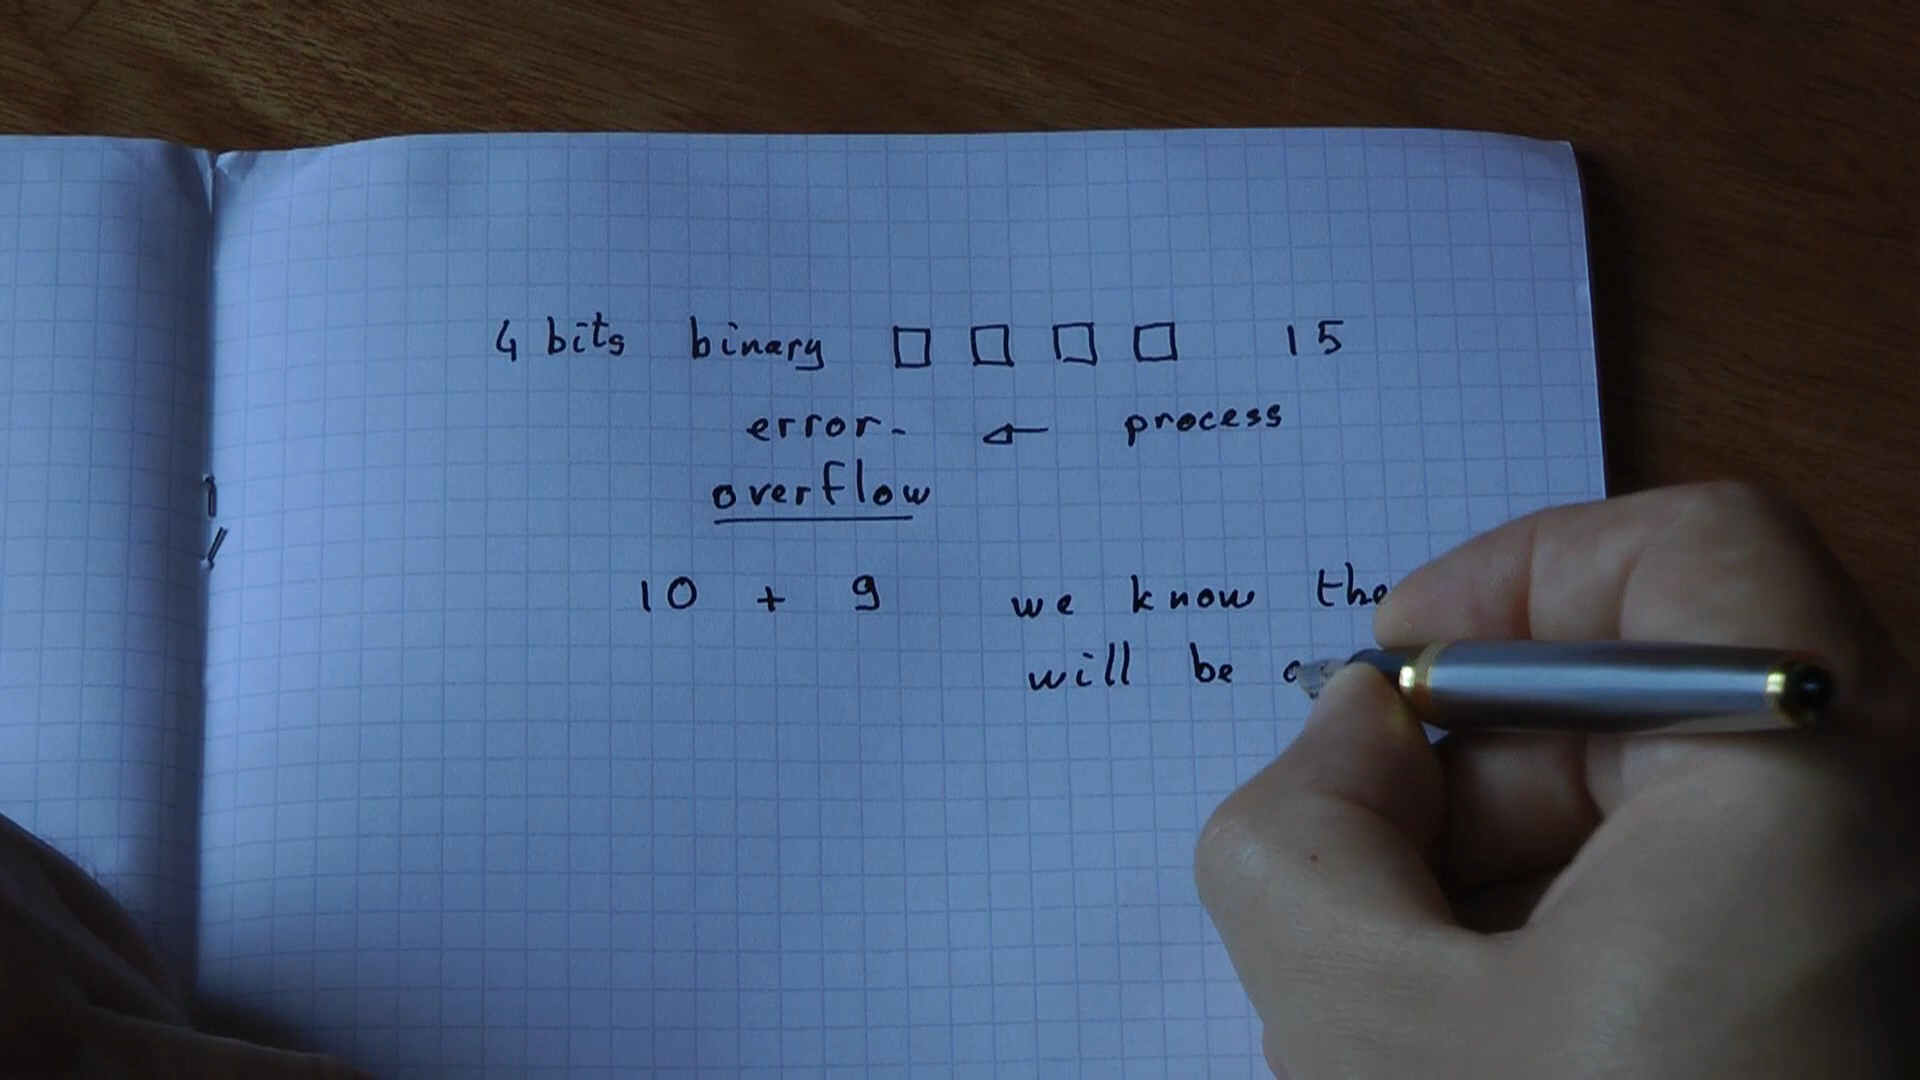 4 bits binary □ □ □ □ 15
error. ← process
overflow
10 + 9 we know the
will be